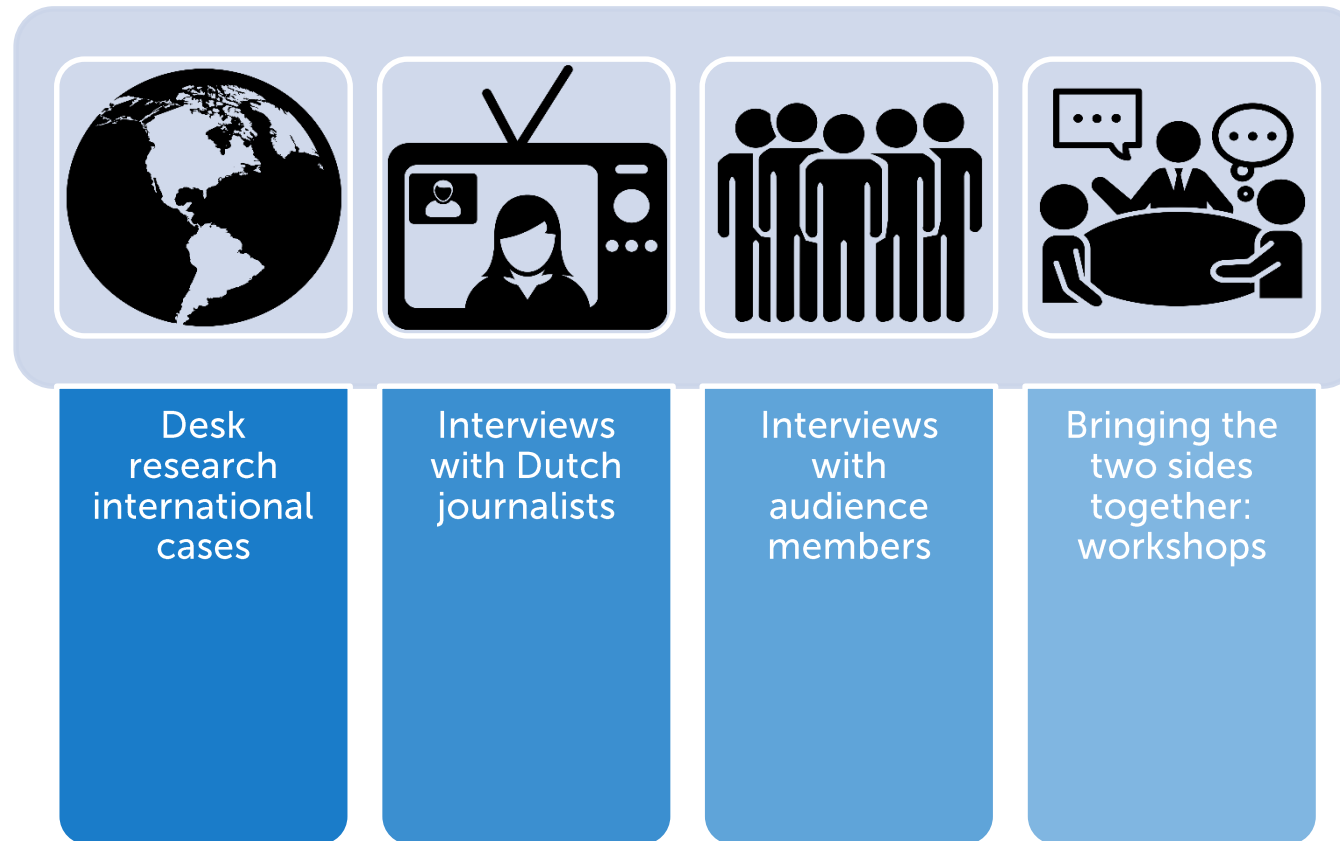 Desk
research
international
cases
Interviews
with Dutch
journalists
Interviews
with
audience
members
Bringing the
two sides
together:
workshops